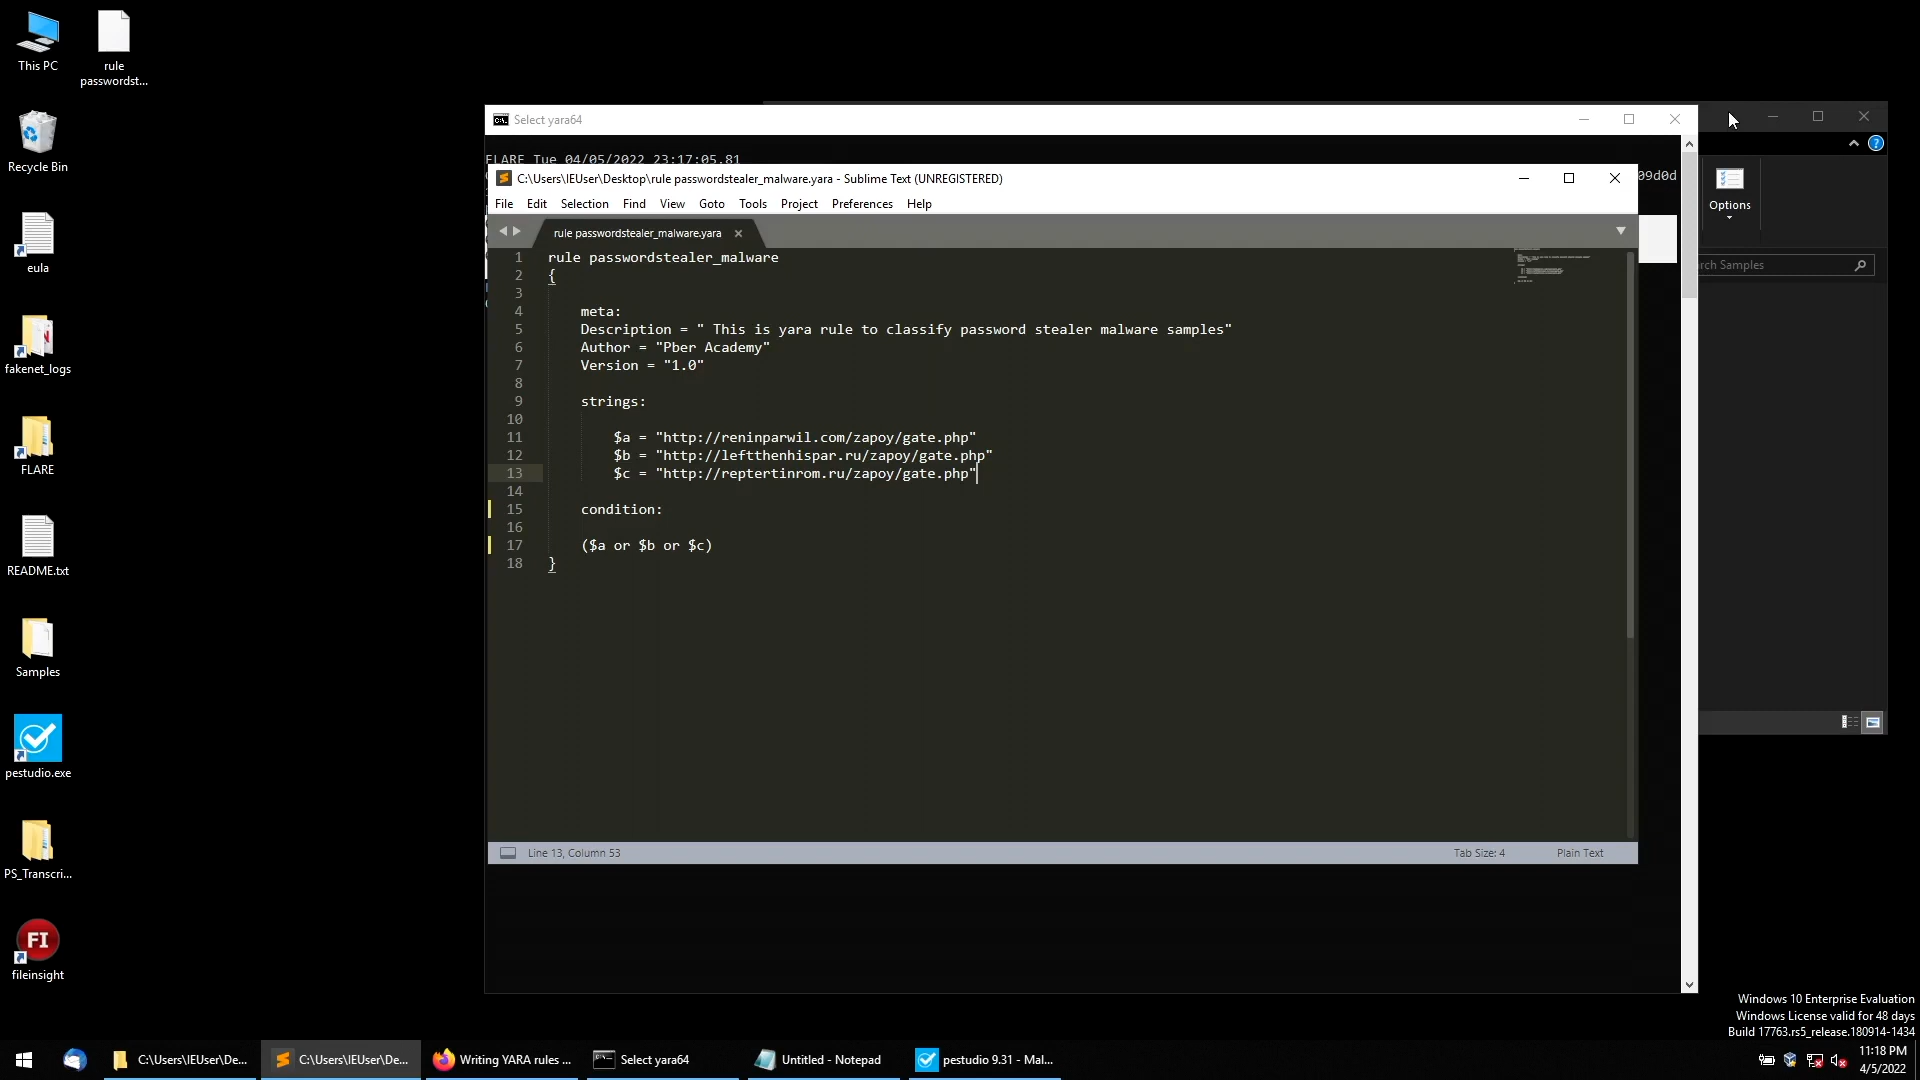 This PC
rule
passwordst...
Recycle Bin
eula
fakenet_logs
FLARE
README.txt
Samples
pestudio.exe
PS_Transcri...
FI
fileinsight
Select yara64
FLARE Tue 04/05/2022 23:17:05.81
09d0d
Options
rch Samples
C:\Users\IEUser\Desktop\rule passwordstealer_malware.yara - Sublime Text (UNREGISTERED)
File Edit Selection Find View Goto Tools Project Preferences Help
rule passwordstealer_malware.yara
1 rule passwordstealer_malware
2 {
3
4 meta:
5 Description = " This is yara rule to classify password stealer malware samples"
6 Author = "Pber Academy"
7 Version = "1.0"
8
9 strings:
10
11 $a = "http://reninparwil.com/zapoy/gate.php"
12 $b = "http://leftthenhispar.ru/zapoy/gate.php"
13 $c = "http://reptertinrom.ru/zapoy/gate.php"
14
15 condition:
16
17 ($a or $b or $c)
18 }
Line 13, Column 53
Tab Size: 4
Plain Text
Windows 10 Enterprise Evaluation
Windows License valid for 48 days
Build 17763.rs5_release.180914-1434
C:\Users\IEUser\De...
C:\Users\IEUser\De...
Writing YARA rules ...
Select yara64
Untitled - Notepad
pestudio 9.31 - Mal...
11:18 PM
4/5/2022